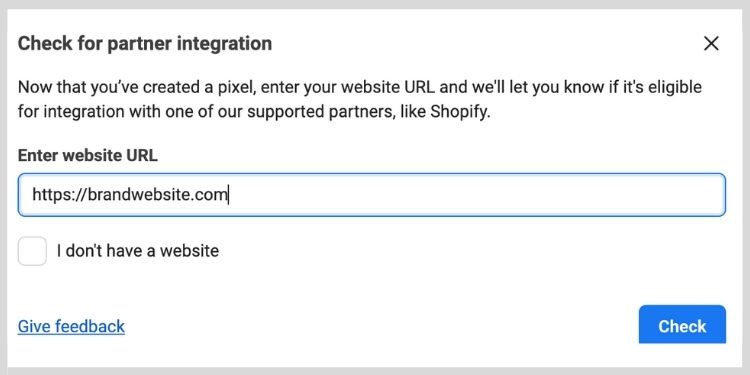 Check for partner integration
Now that you’ve created a pixel, enter your website URL and we'll let you know if it's eligible
for integration with one of our supported partners, like Shopify.
Enter website URL
https://brandwebsite.com
I don't have a website
Give feedback
Check